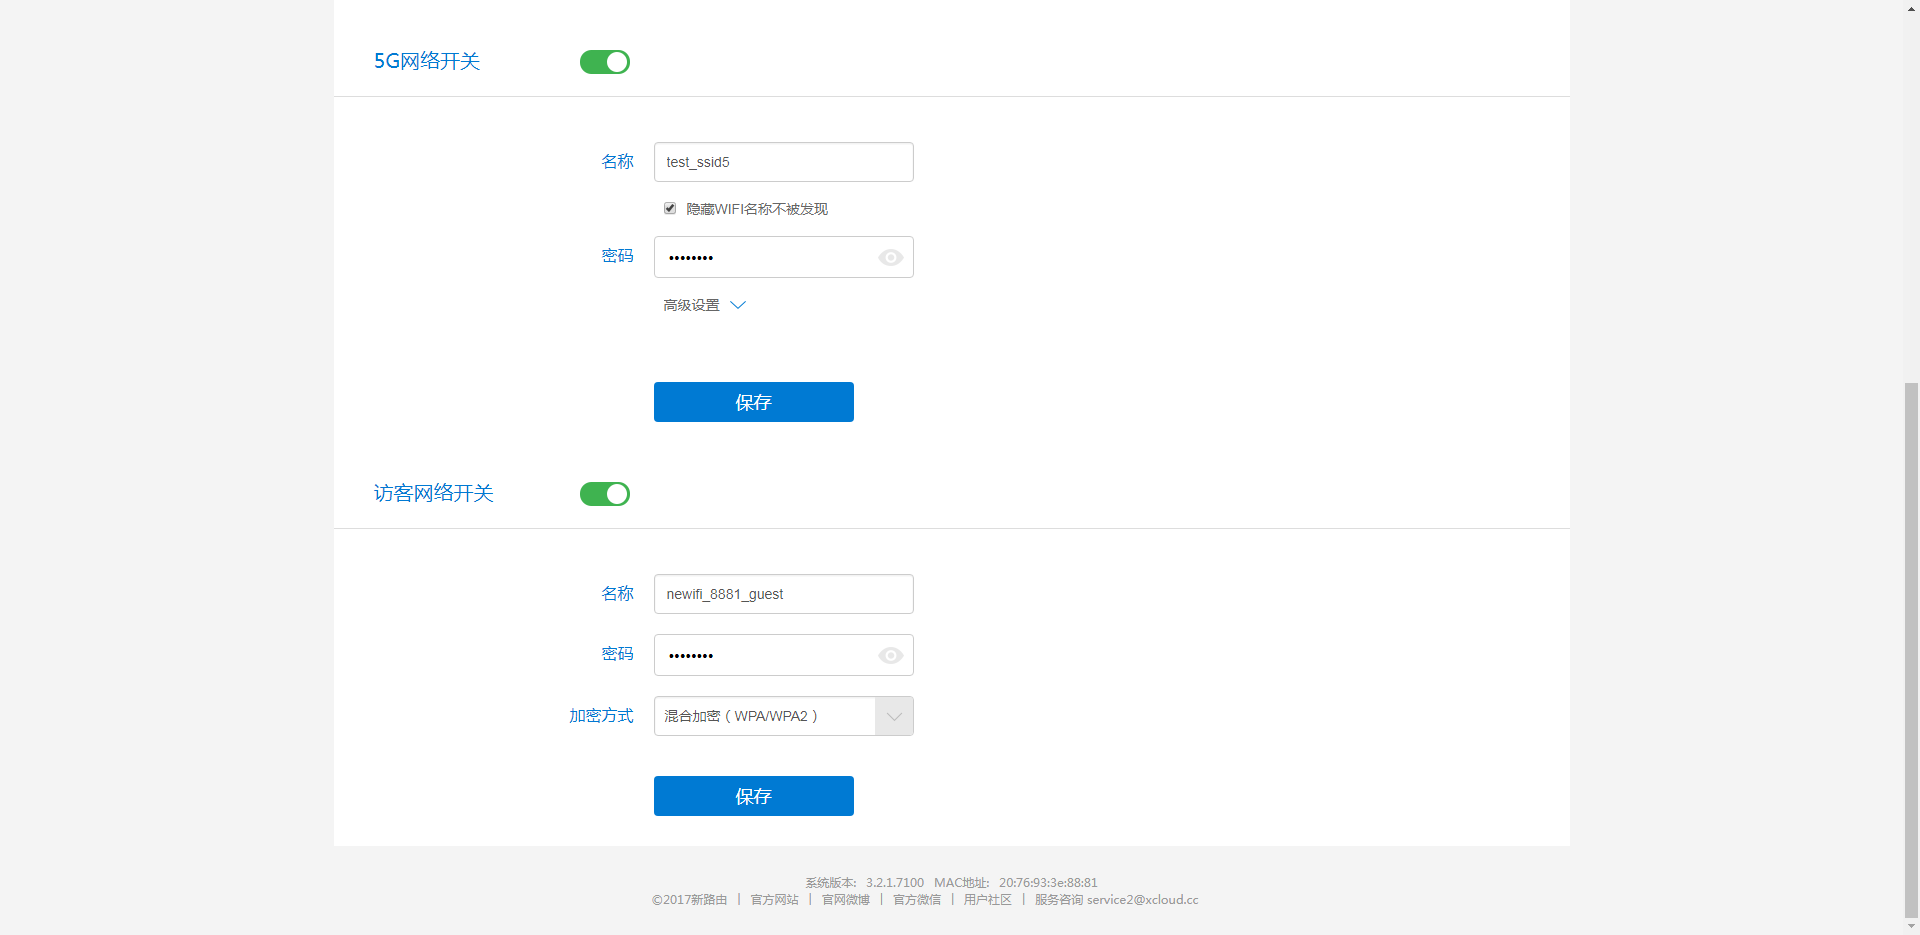 5G网络开关
名称 test_ssid5
隐藏WIFI名称不被发现
密码 ••••••••
高级设置
保存
访客网络开关
名称 newifi_8881_guest
密码 ••••••••
加密方式 混合加密（WPA/WPA2）
保存
系统版本: 3.2.1.7100 MAC地址: 20:76:93:3e:88:81
©2017新路由 | 官方网站 | 官网微博 | 官方微信 | 用户社区 | 服务咨询 service2@xcloud.cc